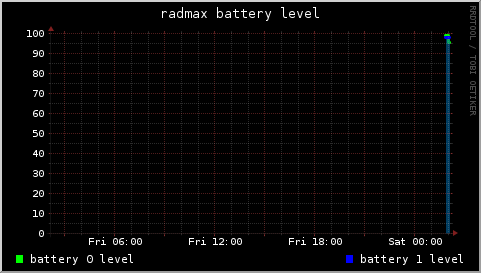 radmax battery level
RRDTOOL / TOBI OETIKER
100
90
80
70
60
50
40
30
20
10
0
Fri 06:00 Fri 12:00 Fri 18:00 Sat 00:00
battery 0 level battery 1 level